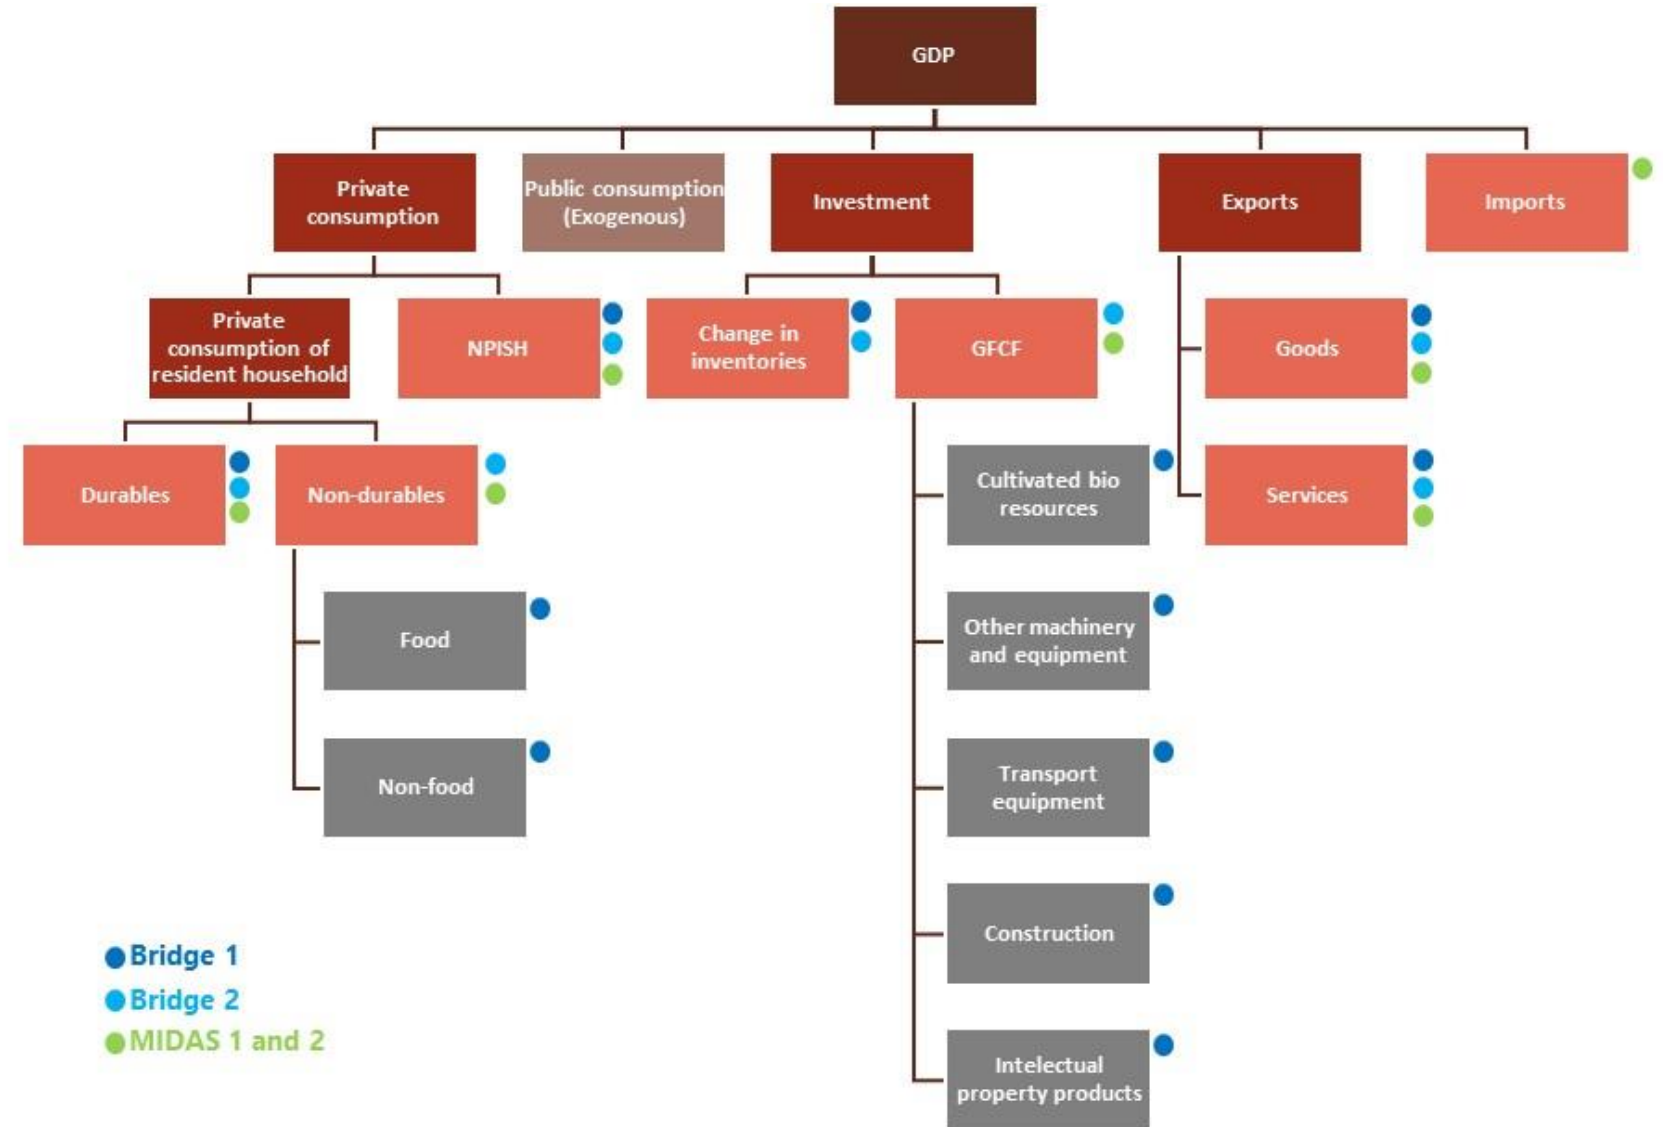 GDP
Private
consumption
Public consumption
(Exogenous)
Investment
Exports
Imports
Private
consumption of
resident household
NPISH
Change in
inventories
GFCF
Goods
Durables
Non-durables
Cultivated bio
resources
Services
Food
Other machinery
and equipment
Non-food
Transport
equipment
Construction
Intelectual
property products
Bridge 1
Bridge 2
MIDAS 1 and 2